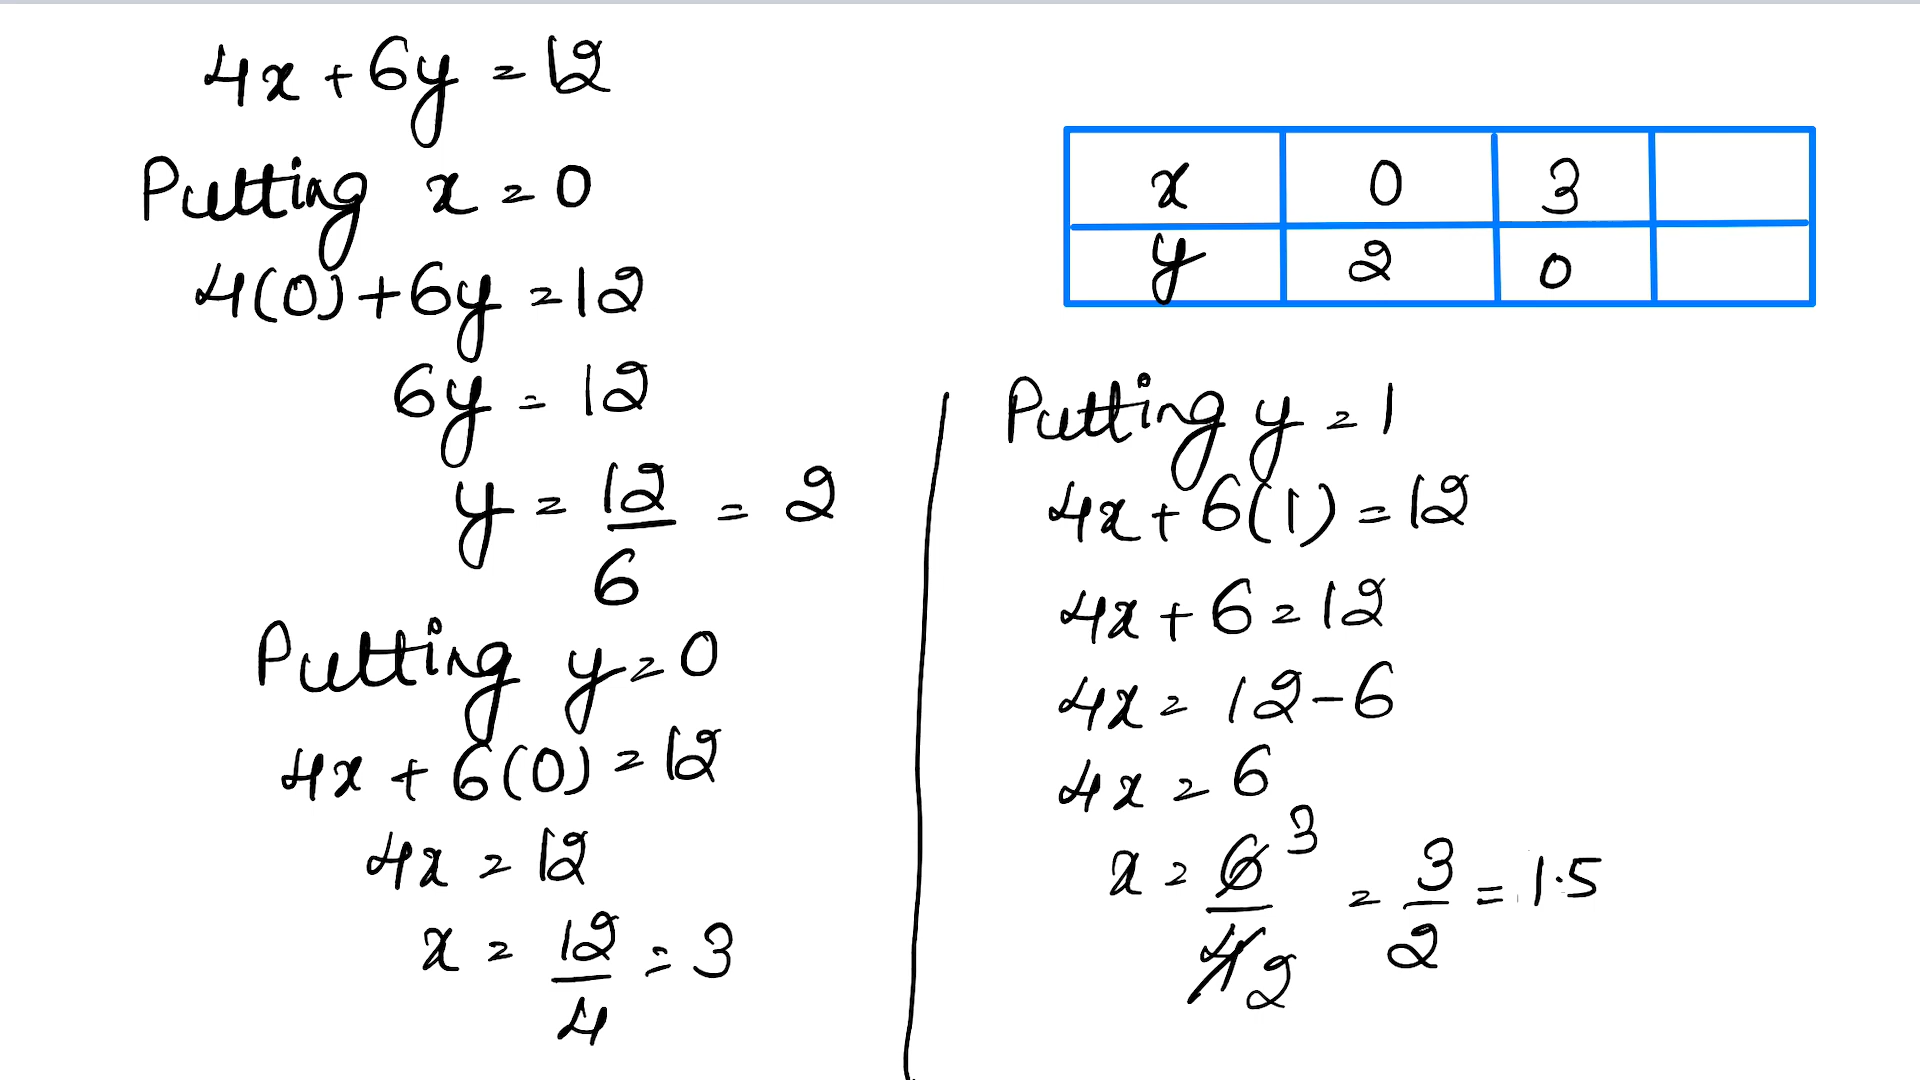 4x + 6y = 12
Putting x = 0
4(0) + 6y = 12
6y = 12
y = 12/6 = 2
Putting y = 0
4x + 6(0) = 12
4x = 12
x = 12/4 = 3
x 0 3
y 2 0
Putting y = 1
4x + 6(1) = 12
4x + 6 = 12
4x = 12 - 6
4x = 6
x = 6 3/4 2 = 3/2 = 1.5